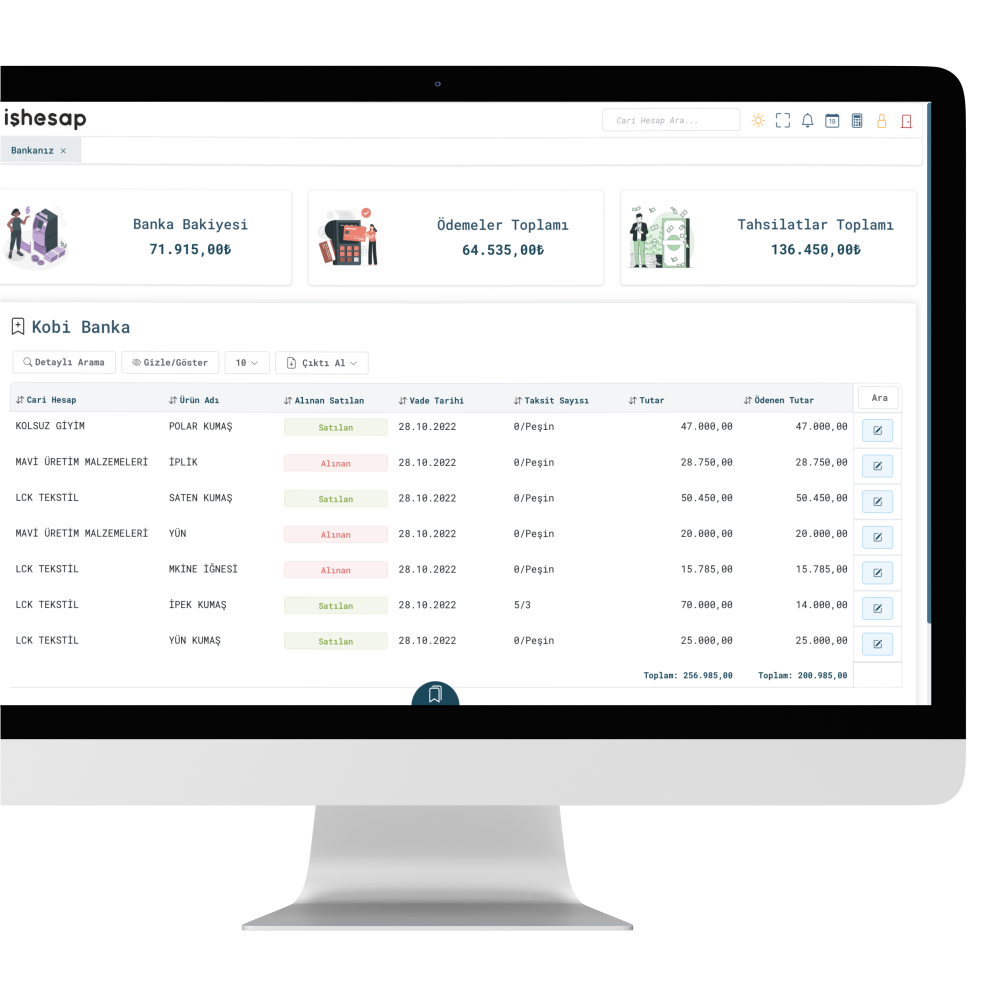 işhesap
Cari Hesap Ara...
19
Bankanız ×
Banka Bakiyesi
71.915,00₺
Ödemeler Toplamı
64.535,00₺
Tahsilatlar Toplamı
136.450,00₺
Kobi Banka
Detaylı Arama
Gizle/Göster
10
Çıktı Al
Cari Hesap Ürün Adı Alınan Satılan Vade Tarihi Taksit Sayısı Tutar Ödenen Tutar Ara
KOLSUZ GİYİM POLAR KUMAŞ Satilan 28.10.2022 0/Peşin 47.000,00 47.000,00
MAVİ ÜRETİM MALZEMELERİ İPLİK Alınan 28.10.2022 0/Peşin 28.750,00 28.750,00
LCK TEKSTİL SATEN KUMAŞ Satılan 28.10.2022 0/Peşin 50.450,00 50.450,00
MAVİ ÜRETİM MALZEMELERİ YÜN Alınan 28.10.2022 0/Peşin 20.000,00 20.000,00
LCK TEKSTİL MKİNE İĞNESİ Alınan 28.10.2022 0/Peşin 15.785,00 15.785,00
LCK TEKSTİL İPEK KUMAŞ Satılan 28.10.2022 5/3 70.000,00 14.000,00
LCK TEKSTİL YÜN KUMAŞ Satılan 28.10.2022 0/Peşin 25.000,00 25.000,00
Toplam: 256.985,00 Toplam: 200.985,00